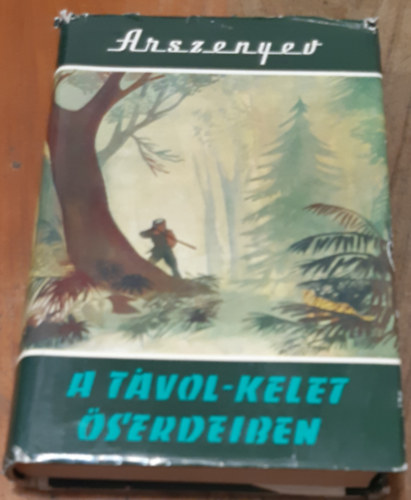 Arszenyev
A TÁVOL-KELET
ŐSERDEIBEN